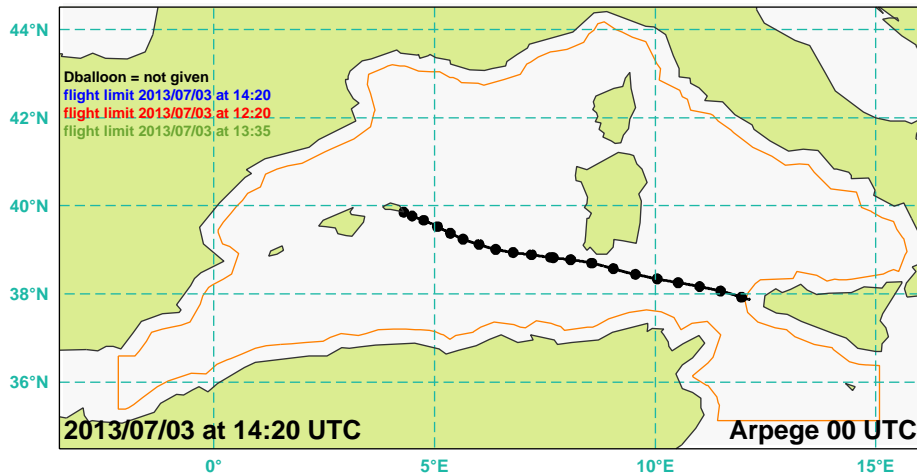 44°N
Dballoon = not given
flight limit 2013/07/03 at 14:20
flight limit 2013/07/03 at 12:20
flight limit 2013/07/03 at 13:35
42°N
40°N
38°N
36°N
2013/07/03 at 14:20 UTC
Arpege 00 UTC
0°
5°E
10°E
15°E